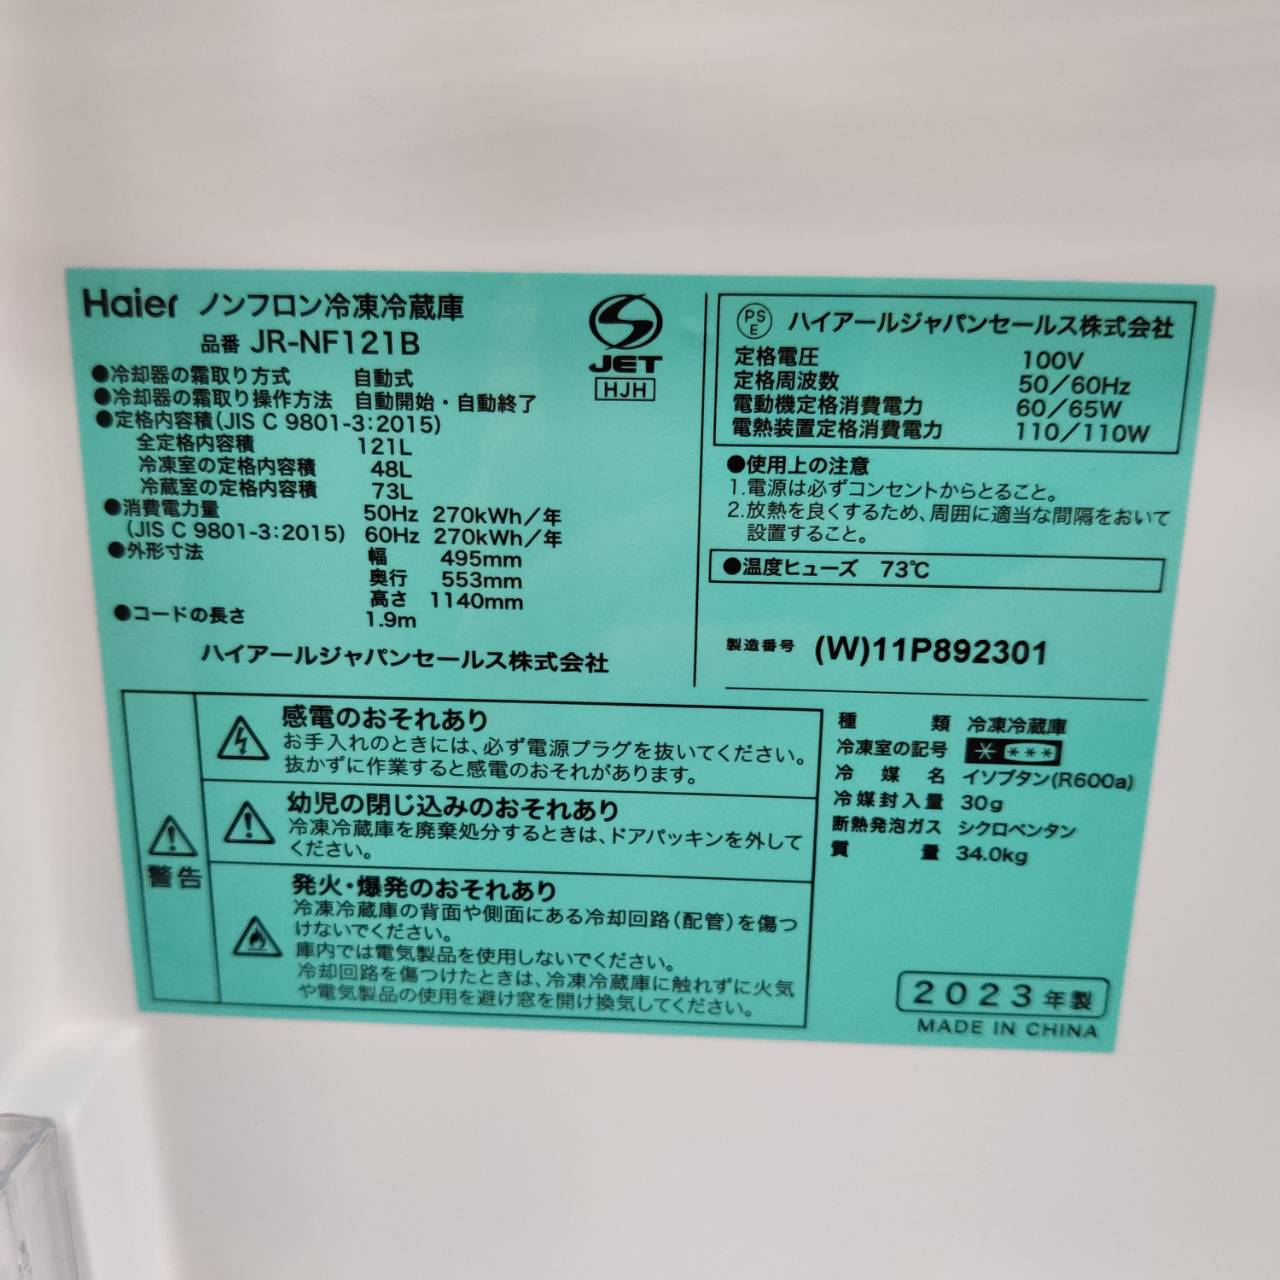 Haier ノンフロン冷凍冷蔵庫
品番 JR-NF121B
●冷却器の霜取り方式 自動式
●冷却器の霜取り操作方法 自動開始・自動終了
●定格内容積(JIS C 9801-3:2015)
全定格内容積 121L
冷凍室の定格内容積 48L
冷蔵室の定格内容積 73L
●消費電力量 50Hz 270kWh/年
(JIS C 9801-3:2015) 60Hz 270kWh/年
●外形寸法 幅 495mm
奥行 553mm
高さ 1140mm
●コードの長さ 1.9m
ハイアールジャパンセールス株式会社
JET
HJH
PS
E
ハイアールジャパンセールス株式会社
定格電圧 100V
定格周波数 50/60Hz
電動機定格消費電力 60/65W
電熱装置定格消費電力 110/110W
●使用上の注意
1.電源は必ずコンセントからとること。
2.放熱を良くするため、周囲に適当な間隔をおいて
設置すること。
●温度ヒューズ 73℃
製造番号 (W)11P892301
警告
感電のおそれあり
お手入れのときには、必ず電源プラグを抜いてください。
抜かずに作業すると感電のおそれがあります。
幼児の閉じ込みのおそれあり
冷凍冷蔵庫を廃棄処分するときは、ドアパッキンを外して
ください。
発火・爆発のおそれあり
冷凍冷蔵庫の背面や側面にある冷却回路(配管)を傷つ
けないでください。
庫内では電気製品を使用しないでください。
冷却回路を傷つけたときは、冷凍冷蔵庫に触れずに火気
や電気製品の使用を避け窓を開け換気してください。
種類 冷凍冷蔵庫
冷凍室の記号 * ***
冷媒名 イソブタン(R600a)
冷媒封入量 30g
断熱発泡ガス シクロペンタン
質量 34.0kg
2023年製
MADE IN CHINA